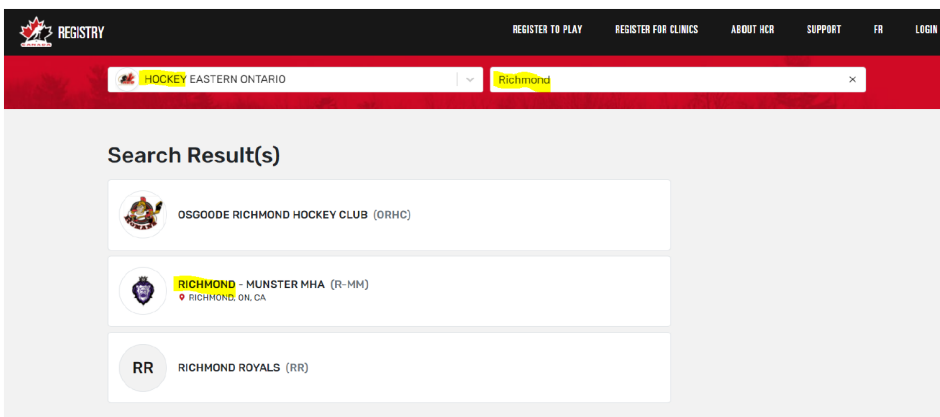 CANADA REGISTRY REGISTER TO PLAY REGISTER FOR CLINICS ABOUT HCR SUPPORT FR LOGIN
HOCKEY EASTERN ONTARIO Richmond ×
Search Result(s)
OSGOODE RICHMOND HOCKEY CLUB (ORHC)
RICHMOND - MUNSTER MHA (R-MM)
RICHMOND, ON, CA
RR RICHMOND ROYALS (RR)